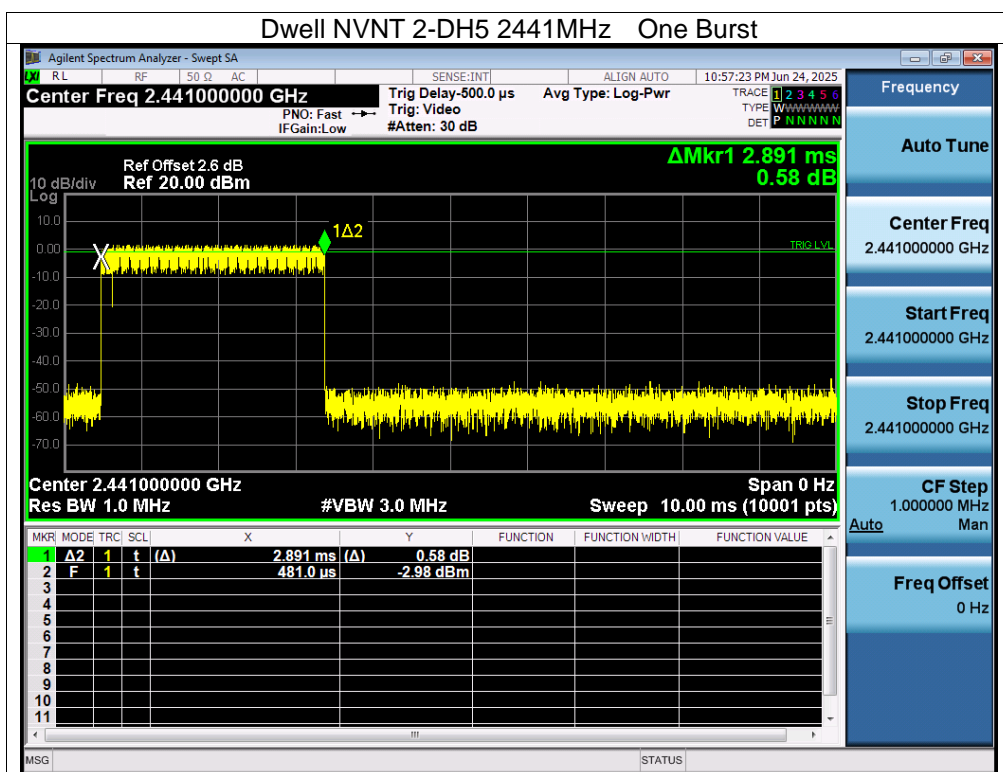 Dwell NVNT 2-DH5 2441MHz One Burst
Agilent Spectrum Analyzer - Swept SA
LXI RL RF 50 Ω AC SENSE:INT ALIGN AUTO 10:57:23 PM Jun 24, 2025
Center Freq 2.441000000 GHz Trig Delay-500.0 µs Avg Type: Log-Pwr TRACE 1 2 3 4 5 6
PNO: Fast Trig: Video TYPE WWWWWW
IFGain:Low #Atten: 30 dB DET P N N N N N
Frequency
Auto Tune
Center Freq
2.441000000 GHz
Start Freq
2.441000000 GHz
Stop Freq
2.441000000 GHz
CF Step
1.000000 MHz
Auto Man
Freq Offset
0 Hz
ΔMkr1 2.891 ms
0.58 dB
Ref Offset 2.6 dB
10 dB/div Ref 20.00 dBm
Log
10.0
0.00
-10.0
-20.0
-30.0
-40.0
-50.0
-60.0
-70.0
1Δ2
TRIG LVL
X
Center 2.441000000 GHz Span 0 Hz
Res BW 1.0 MHz #VBW 3.0 MHz Sweep 10.00 ms (10001 pts)
MKR MODE TRC SCL X Y FUNCTION FUNCTION WIDTH FUNCTION VALUE
1 Δ2 1 t (Δ) 2.891 ms (Δ) 0.58 dB
2 F 1 t 481.0 µs -2.98 dBm
3
4
5
6
7
8
9
10
11
MSG STATUS